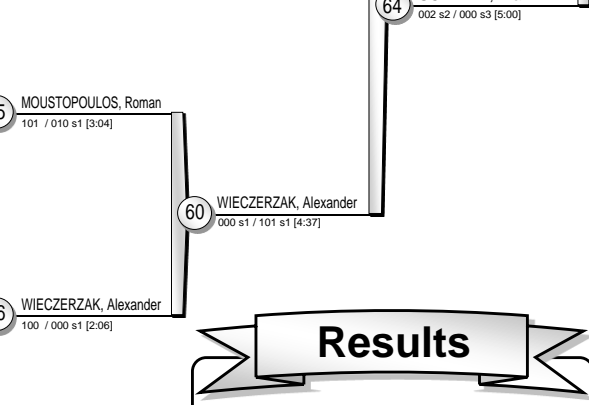 64
002 s2 / 000 s3 [5:00]
MOUSTOPOULOS, Roman
101 / 010 s1 [3:04]
60
WIECZERZAK, Alexander
000 s1 / 101 s1 [4:37]
WIECZERZAK, Alexander
100 / 000 s1 [2:06]
Results